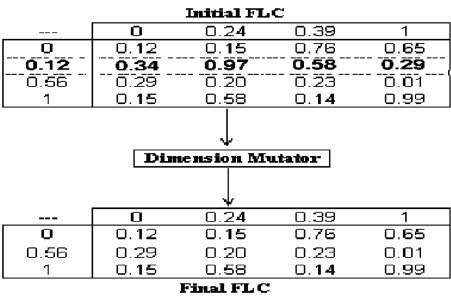 Initial FLC
--- 0 0.24 0.39 1
0 0.12 0.15 0.76 0.65
0.12 0.34 0.97 0.58 0.29
0.56 0.29 0.20 0.23 0.01
1 0.15 0.58 0.14 0.99
Dimension Mutator
--- 0 0.24 0.39 1
0 0.12 0.15 0.76 0.65
0.56 0.29 0.20 0.23 0.01
1 0.15 0.58 0.14 0.99
Final FLC